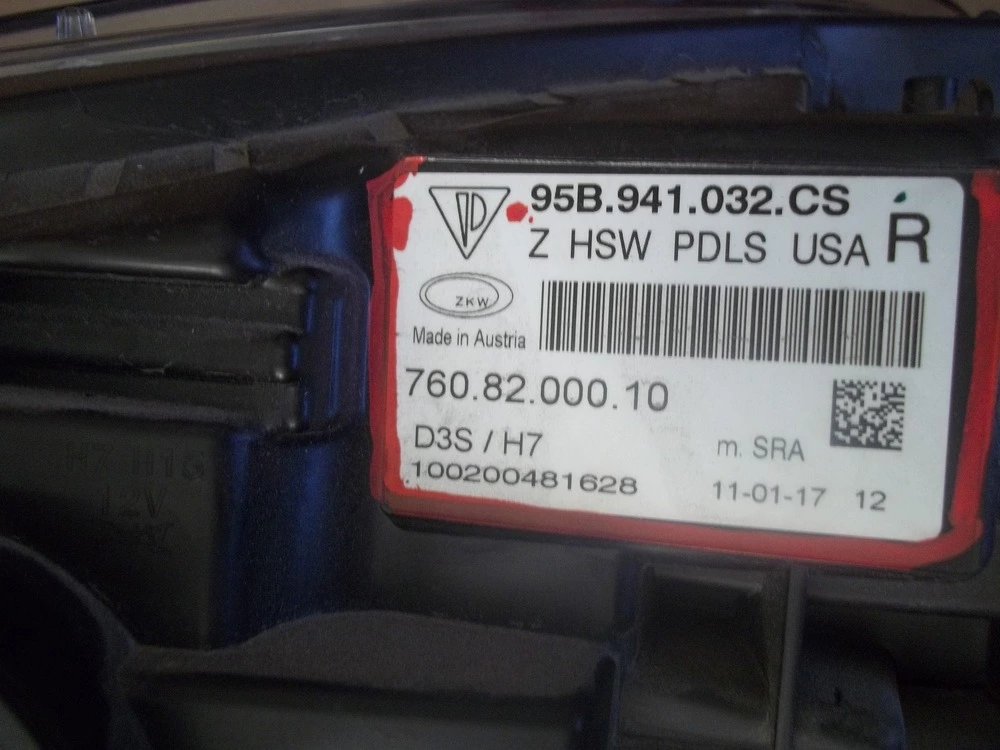 95B.941.032.CS
Z HSW PDLS USA R
ZKW
Made in Austria
760.82.000.10
D3S / H7
m. SRA
100200481628
11-01-17 12